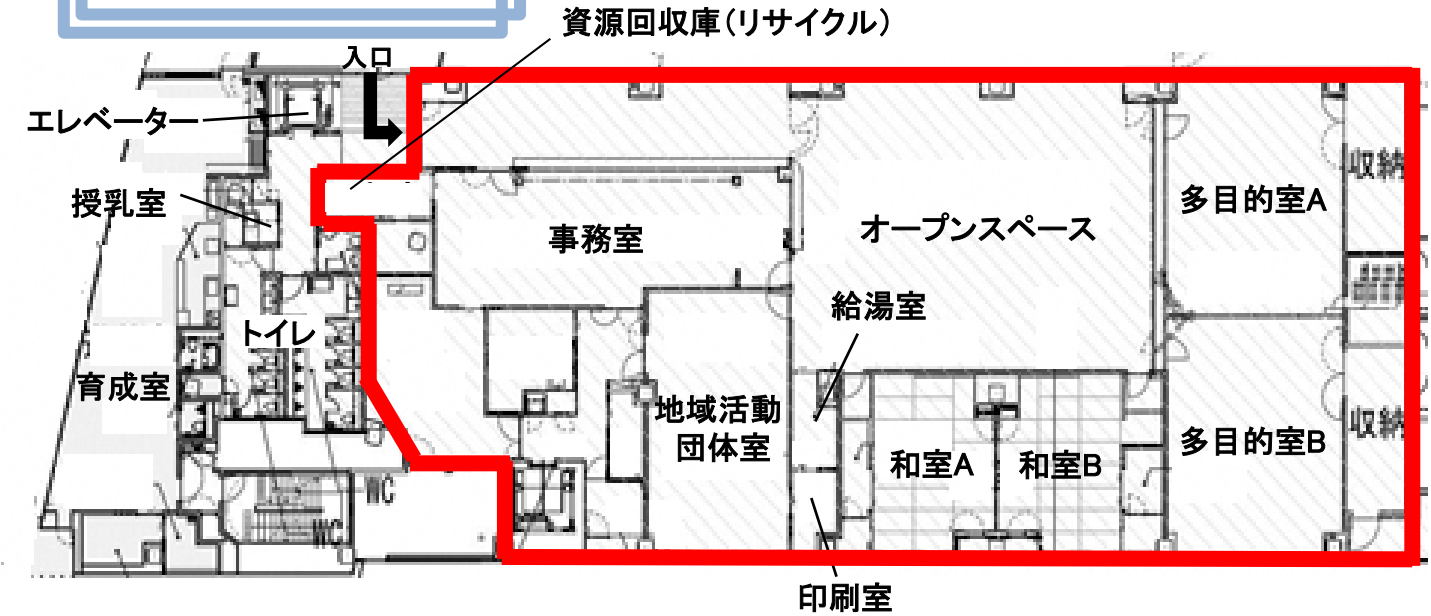 資源回収庫(リサイクル)
入口
エレベーター
授乳室
事務室
オープンスペース
多目的室A
収納
給湯室
トイレ
育成室
地域活動
団体室
和室A
和室B
多目的室B
収納
WC
WC
印刷室